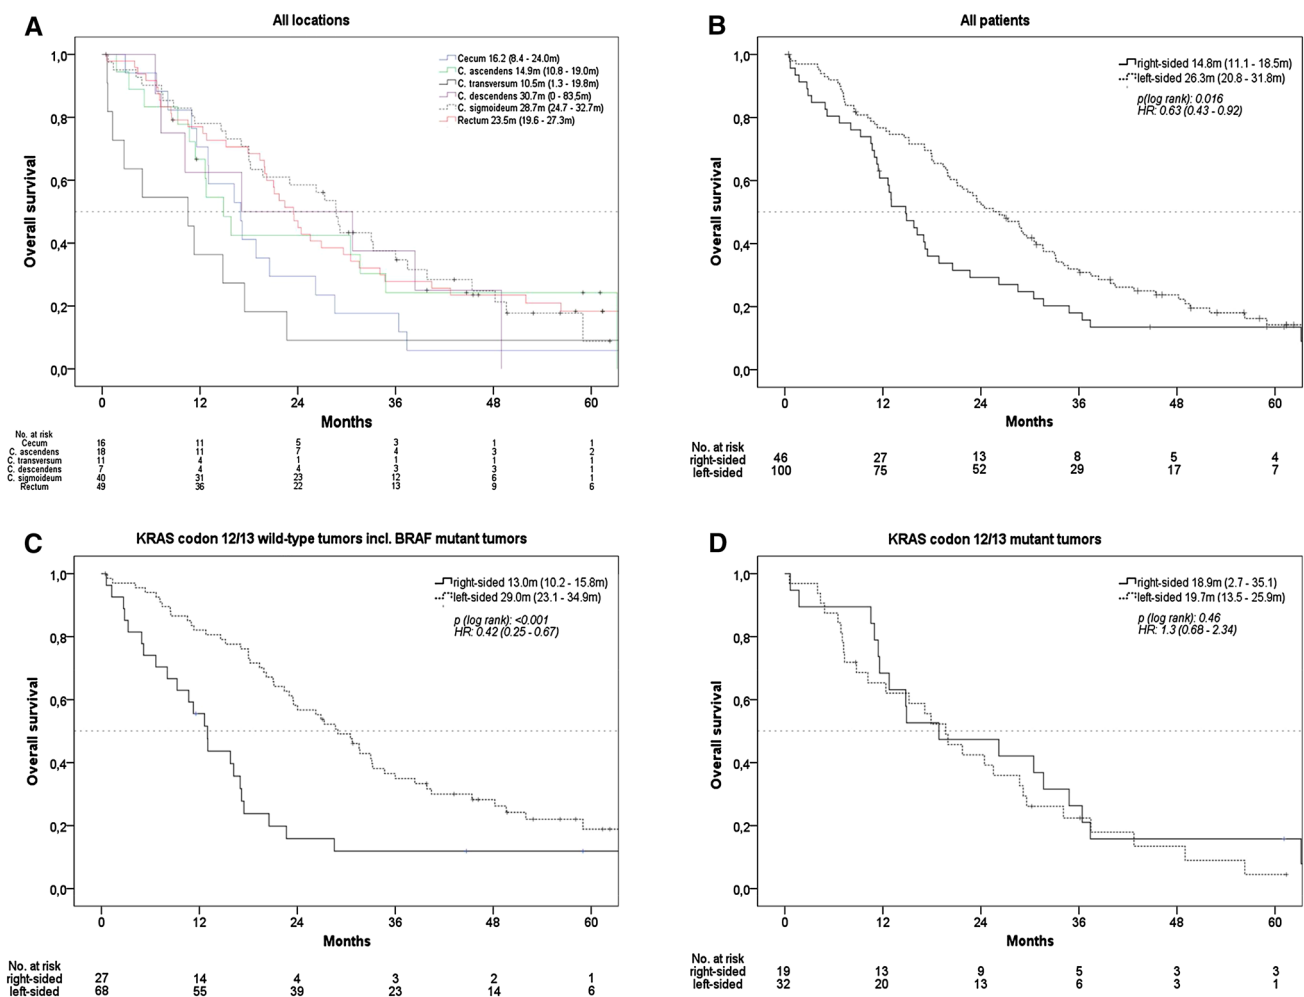 A
All locations
Overall survival
1,0
0,8
0,6
0,4
0,2
0,0
Cecum 16.2 (8.4 - 24.0m)
C. ascendens 14.9m (10.8 - 19.0m)
C. transversum 10.5m (1.3 - 19.8m)
C. descendens 30.7m (0 - 83,5m)
C. sigmoideum 28.7m (24.7 - 32.7m)
Rectum 23.5m (19.6 - 27.3m)
0 12 24 36 48 60
Months
No. at risk
Cecum 16 11 5 3 1 1
C. ascendens 18 11 7 4 3 2
C. transversum 11 4 1 1 1 1
C. descendens 7 4 4 3 3 1
C. sigmoideum 40 31 23 12 6 1
Rectum 49 36 22 13 9 6
B
All patients
Overall survival
1,0
0,8
0,6
0,4
0,2
0,0
right-sided 14.8m (11.1 - 18.5m)
left-sided 26.3m (20.8 - 31.8m)
p(log rank): 0.016
HR: 0.63 (0.43 - 0.92)
0 12 24 36 48 60
Months
No. at risk
right-sided 46 27 13 8 5 4
left-sided 100 75 52 29 17 7
C
KRAS codon 12/13 wild-type tumors incl. BRAF mutant tumors
Overall survival
1,0
0,8
0,6
0,4
0,2
0,0
right-sided 13.0m (10.2 - 15.8m)
left-sided 29.0m (23.1 - 34.9m)
p (log rank): <0.001
HR: 0.42 (0.25 - 0.67)
0 12 24 36 48 60
Months
No. at risk
right-sided 27 14 4 3 2 1
left-sided 68 55 39 23 14 6
D
KRAS codon 12/13 mutant tumors
Overall survival
1,0
0,8
0,6
0,4
0,2
0,0
right-sided 18.9m (2.7 - 35.1)
left-sided 19.7m (13.5 - 25.9m)
p (log rank): 0.46
HR: 1.3 (0.68 - 2.34)
0 12 24 36 48 60
Months
No. at risk
right-sided 19 13 9 5 3 3
left-sided 32 20 13 6 3 1